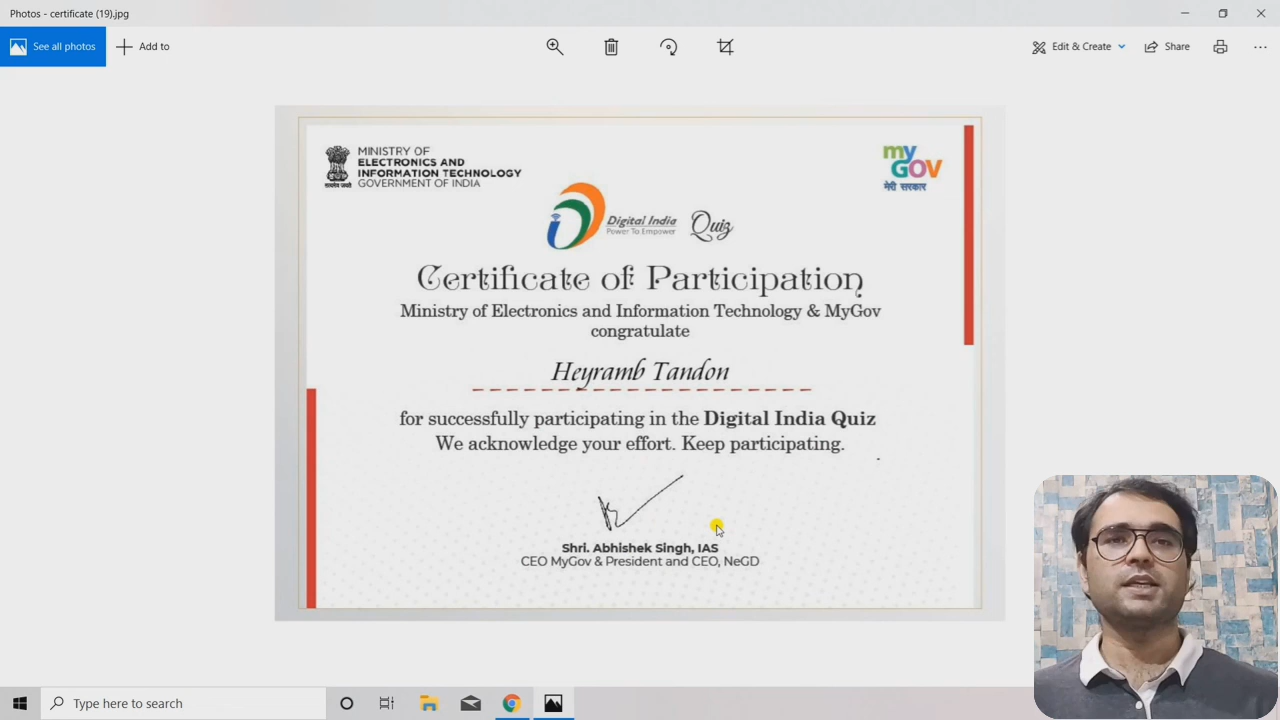 Photos - certificate (19).jpg
See all photos
Add to
Edit & Create
Share
MINISTRY OF
ELECTRONICS AND
INFORMATION TECHNOLOGY
GOVERNMENT OF INDIA
सत्यमेव जयते
my
GOV
मेरी सरकार
Digital India
Power To Empower
Quiz
Certificate of Participation
Ministry of Electronics and Information Technology & MyGov
congratulate
Heyramb Tandon
for successfully participating in the Digital India Quiz
We acknowledge your effort. Keep participating.
Shri. Abhishek Singh, IAS
CEO MyGov & President and CEO, NeGD
Type here to search